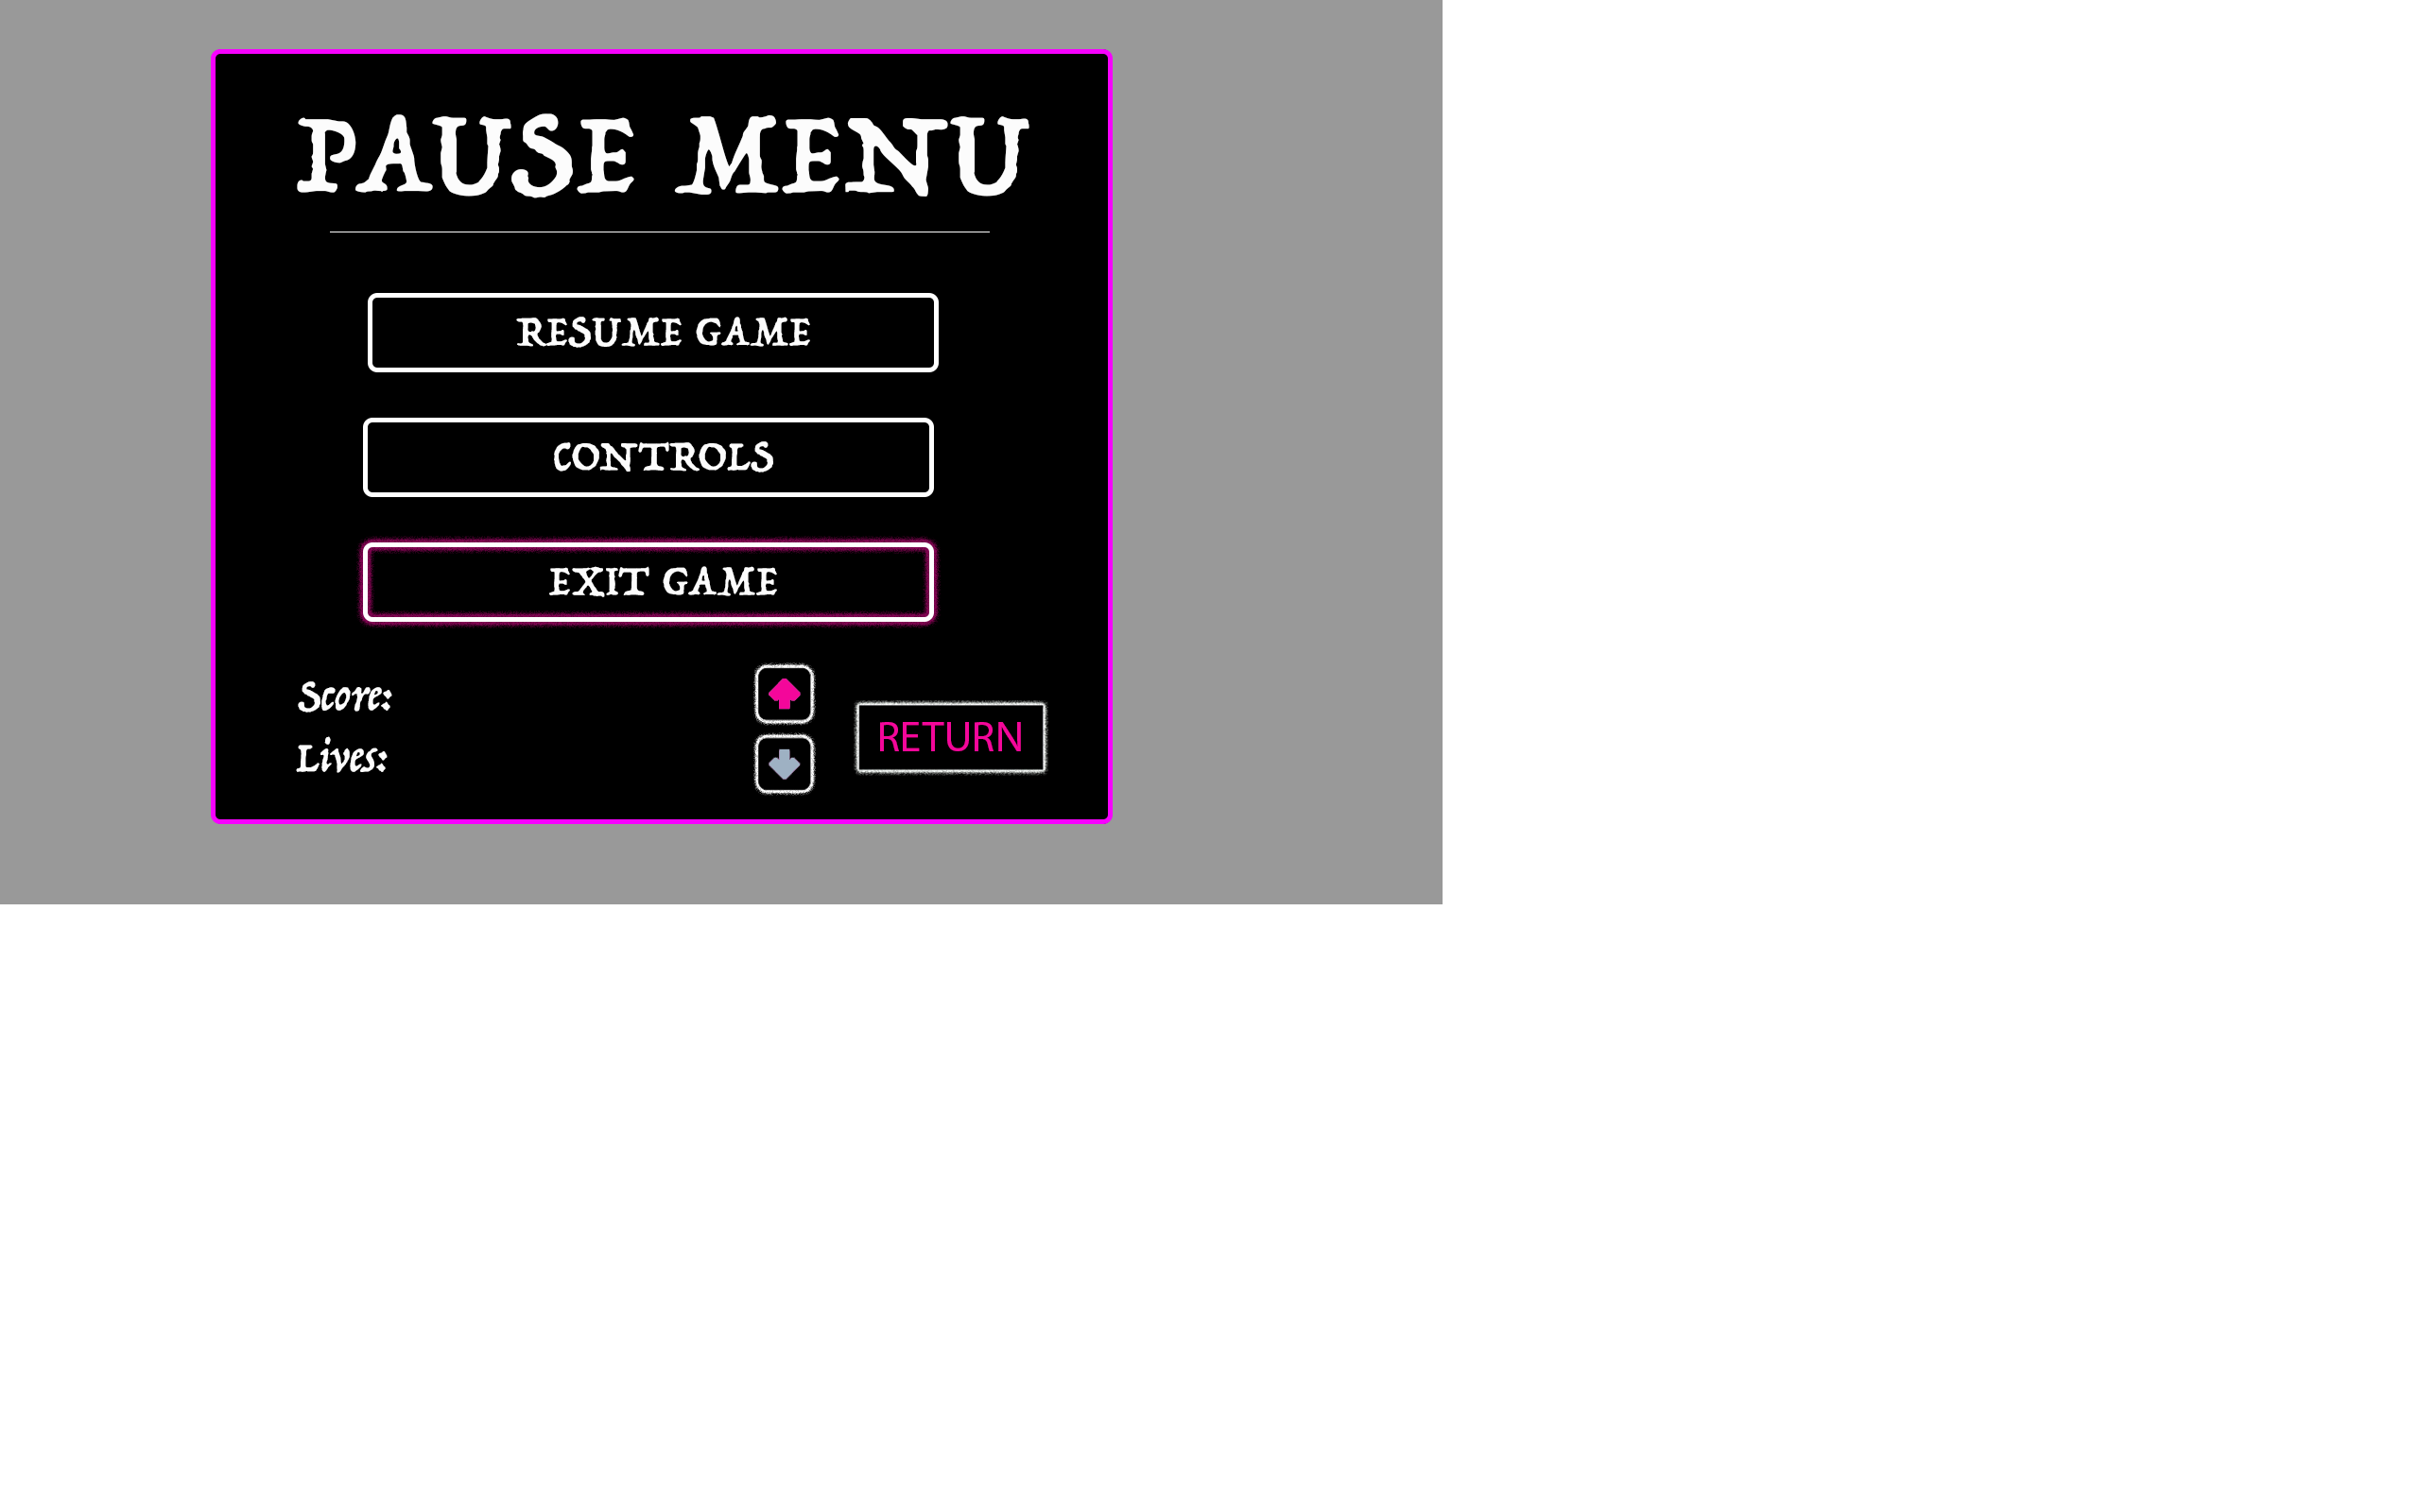 PAUSE MENU
RESUME GAME
CONTROLS
EXIT GAME
Score:
Lives:
RETURN